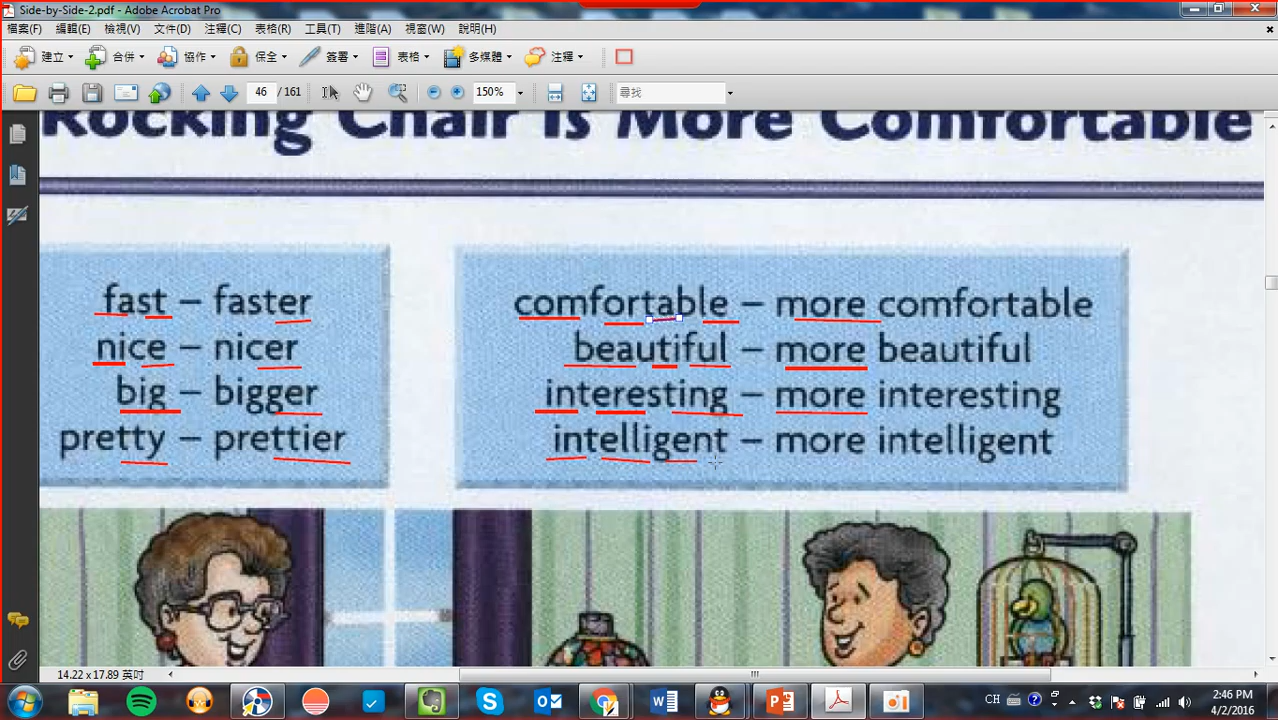 Side-by-Side-2.pdf - Adobe Acrobat Pro
檔案(F) 編輯(E) 檢視(V) 文件(D) 注釋(C) 表格(R) 工具(T) 進階(A) 視窗(W) 說明(H)
建立 合併 協作 保全 簽署 表格 多媒體 注釋
46 / 161 150% 尋找
Rocking Chair Is More Comfortable
fast – faster
nice – nicer
big – bigger
pretty – prettier
comfortable – more comfortable
beautiful – more beautiful
interesting – more interesting
intelligent – more intelligent
14.22 x 17.89 英吋
CH 2:46 PM
4/2/2016